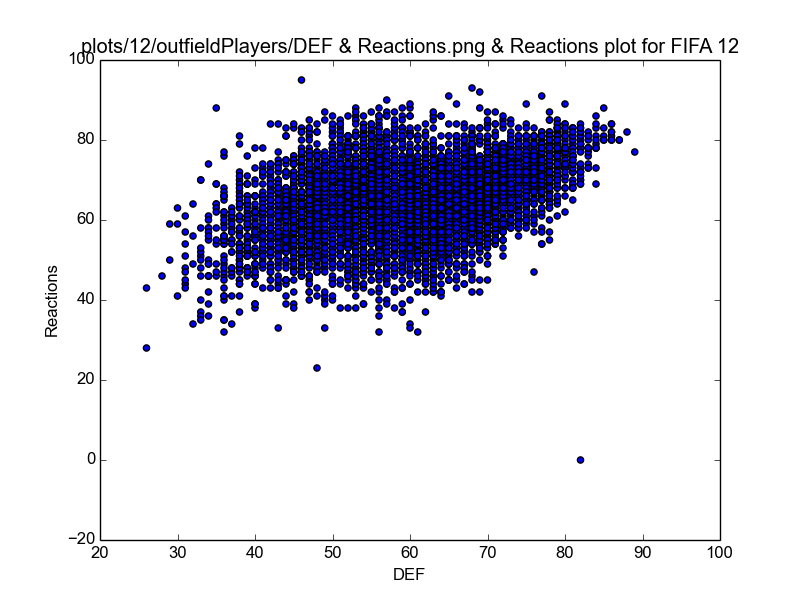 plots/12/outfieldPlayers/DEF & Reactions.png & Reactions plot for FIFA 12
100
80
60
40
20
0
−20
Reactions
20 30 40 50 60 70 80 90 100
DEF